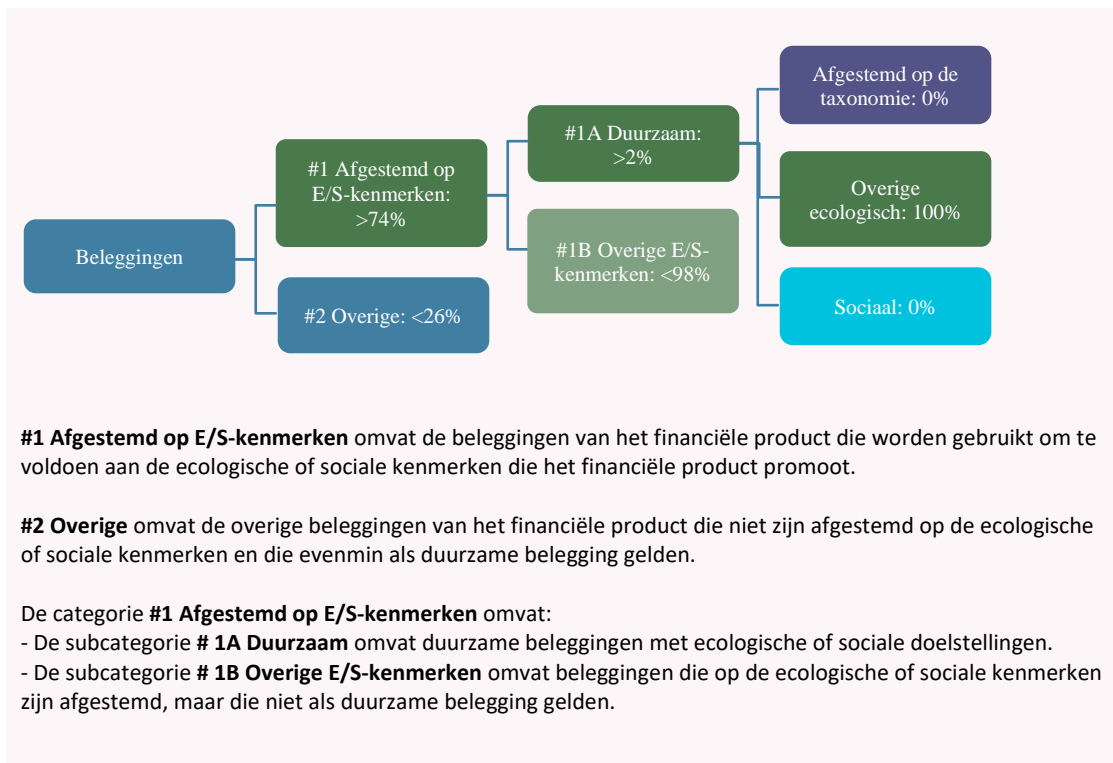 Beleggingen
#1 Afgestemd op
E/S-kenmerken:
>74%
#2 Overige: <26%
#1A Duurzaam:
>2%
#1B Overige E/S-
kenmerken: <98%
Afgestemd op de
taxonomie: 0%
Overige
ecologisch: 100%
Sociaal: 0%
#1 Afgestemd op E/S-kenmerken omvat de beleggingen van het financiële product die worden gebruikt om te
voldoen aan de ecologische of sociale kenmerken die het financiële product promoot.
#2 Overige omvat de overige beleggingen van het financiële product die niet zijn afgestemd op de ecologische
of sociale kenmerken en die evenmin als duurzame belegging gelden.
De categorie #1 Afgestemd op E/S-kenmerken omvat:
- De subcategorie # 1A Duurzaam omvat duurzame beleggingen met ecologische of sociale doelstellingen.
- De subcategorie # 1B Overige E/S-kenmerken omvat beleggingen die op de ecologische of sociale kenmerken
zijn afgestemd, maar die niet als duurzame belegging gelden.